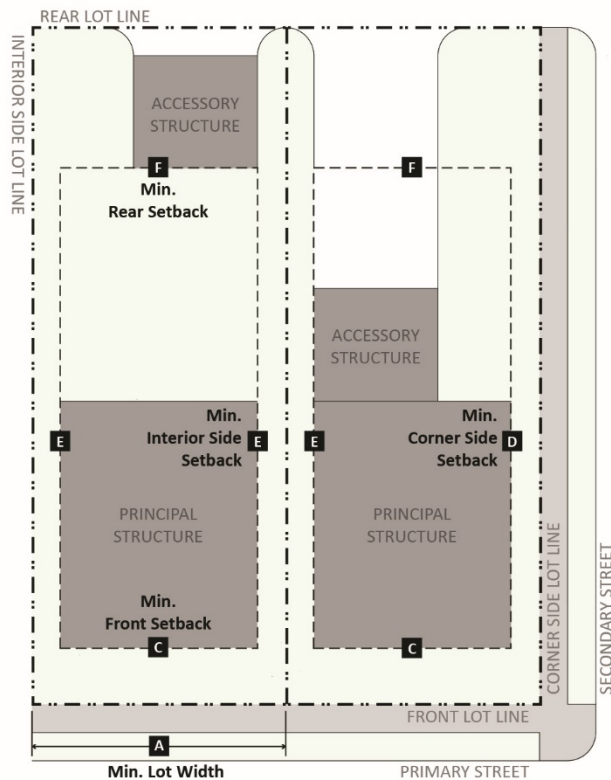 REAR LOT LINE
INTERIOR SIDE LOT LINE
ACCESSORY
STRUCTURE
F
F
Min.
Rear Setback
ACCESSORY
STRUCTURE
Min.
Interior Side
Setback
E
E
E
Min.
Corner Side
Setback
D
PRINCIPAL
STRUCTURE
PRINCIPAL
STRUCTURE
Min.
Front Setback
C
C
CORNER SIDE LOT LINE
SECONDARY STREET
FRONT LOT LINE
A
Min. Lot Width
PRIMARY STREET